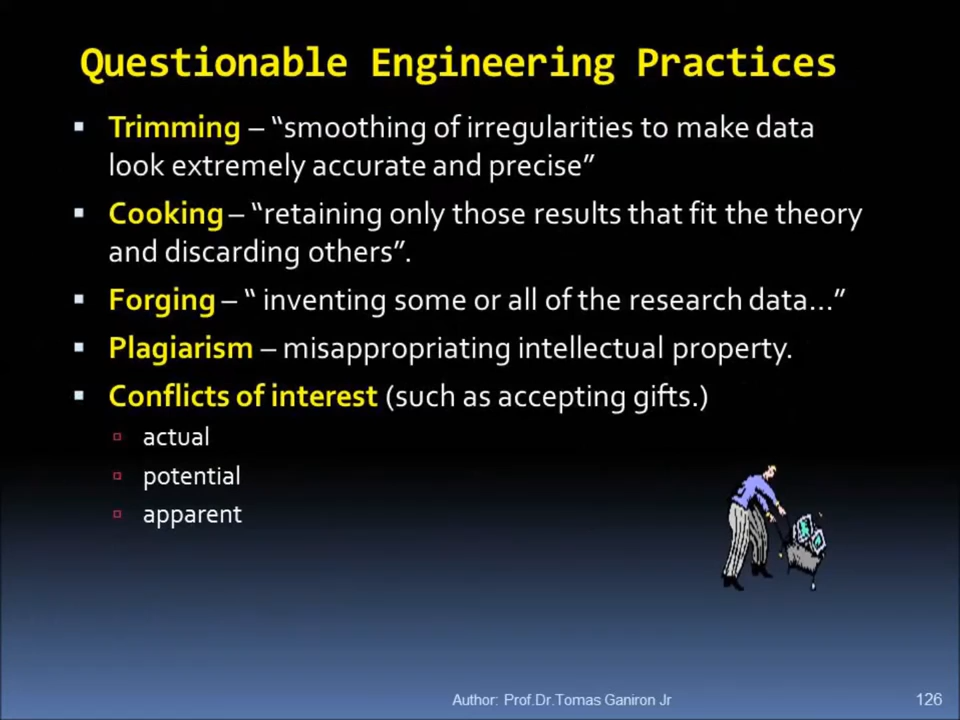 Questionable Engineering Practices
▪ Trimming – “smoothing of irregularities to make data
look extremely accurate and precise”
▪ Cooking – “retaining only those results that fit the theory
and discarding others”.
▪ Forging – “ inventing some or all of the research data...”
▪ Plagiarism – misappropriating intellectual property.
▪ Conflicts of interest (such as accepting gifts.)
▫ actual
▫ potential
▫ apparent
Author: Prof.Dr.Tomas Ganiron Jr
126